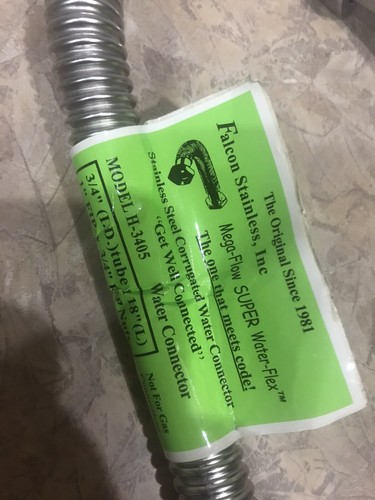 The Original Since 1981
Falcon Stainless, Inc
Mega-Flow SUPER Water-Flex™
The one that meets code!
Stainless Steel Corrugated Water Connector
"Get Well Connected"
Water Connector
MODEL H-3405
3/4" (I.D.)tube 18"(L)
Not For Gas